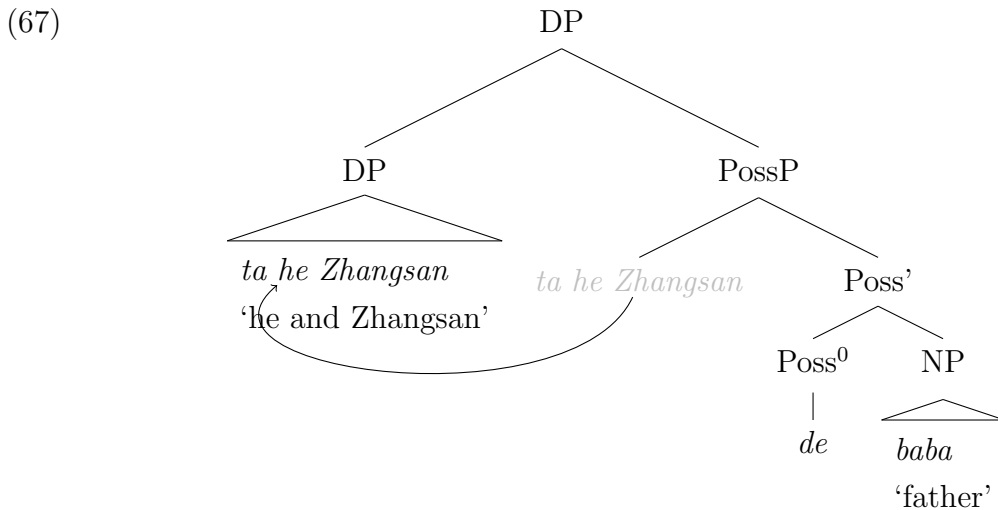 (67) DP
DP PossP
ta he Zhangsan ta he Zhangsan Poss'
‘he and Zhangsan’
Poss⁰ NP
de baba
‘father’